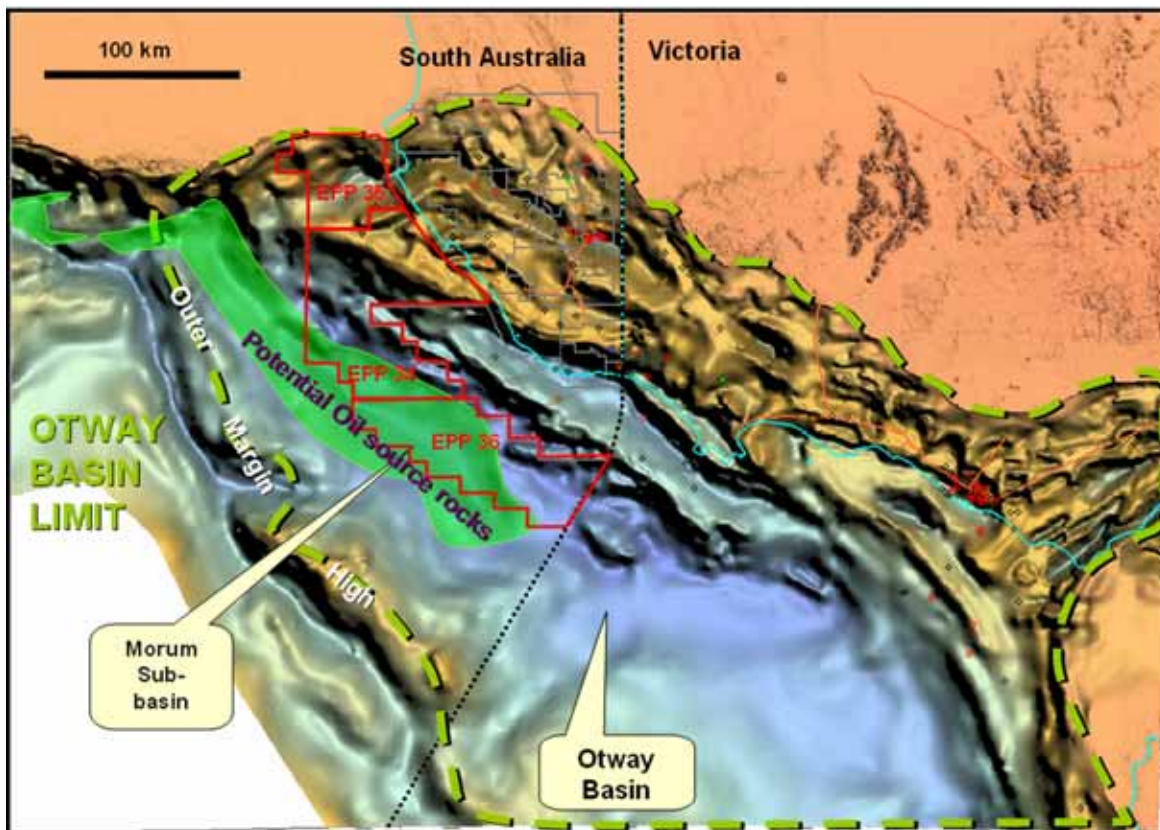 100 km
South Australia
Victoria
EPP 35
Outer
Margin
High
Potential Oil source rocks
EPP 34
EPP 36
OTWAY
BASIN
LIMIT
Morum
Sub-
basin
Otway
Basin